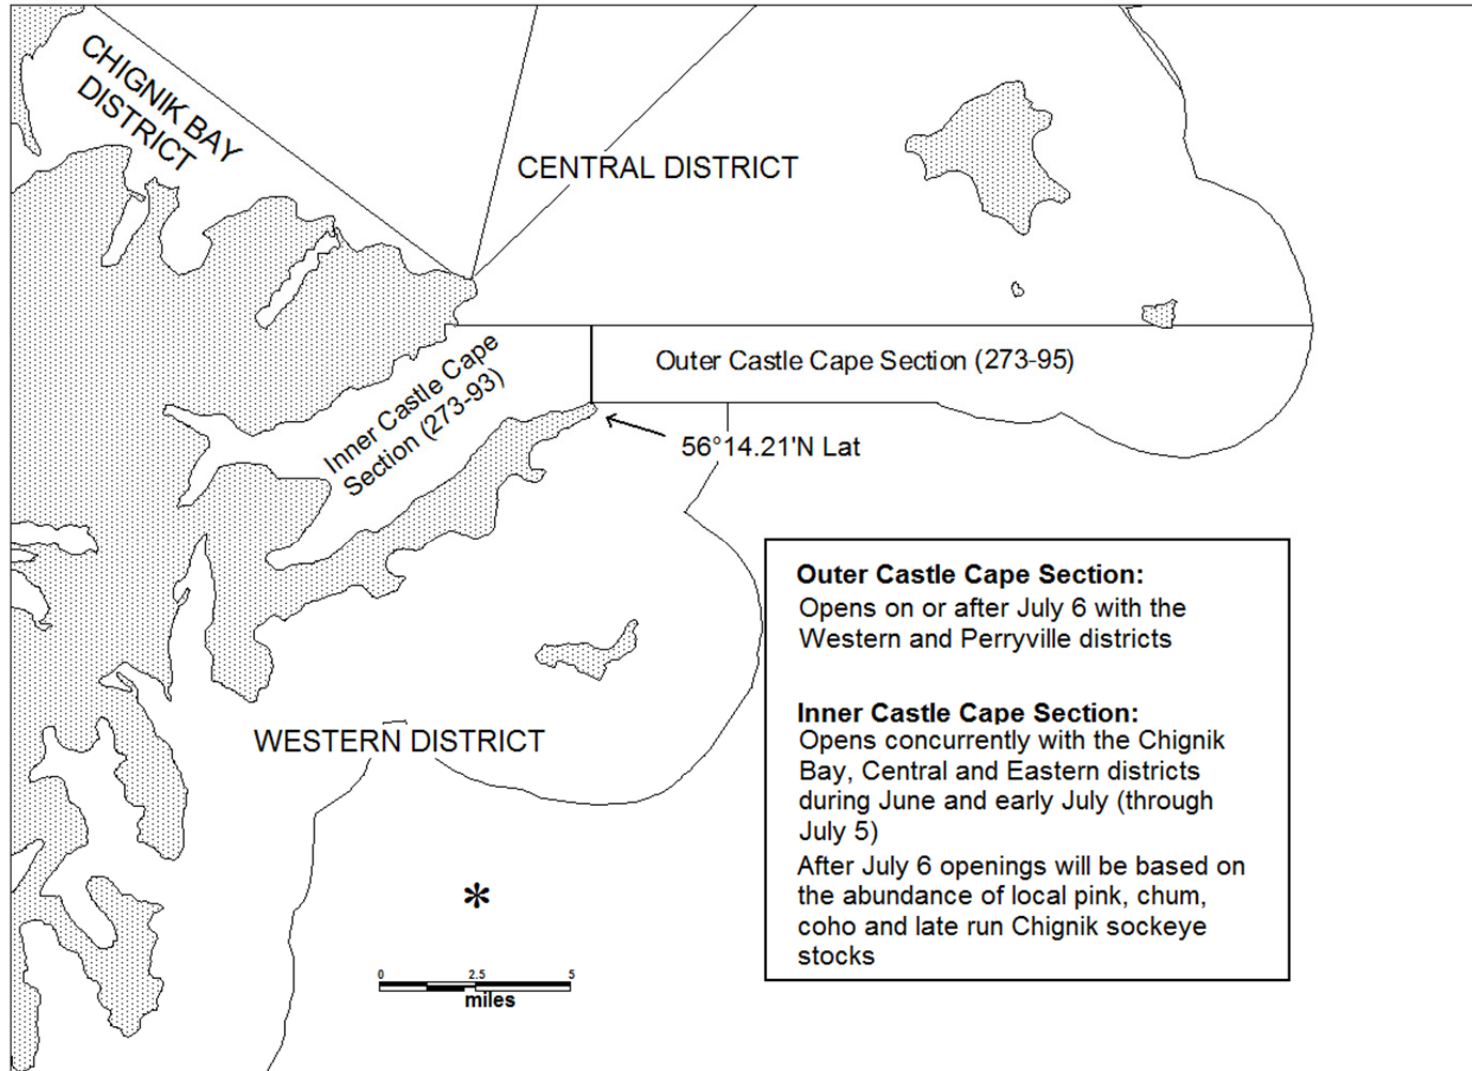 CHIGNIK BAY
DISTRICT
CENTRAL DISTRICT
Inner Castle Cape
Section (273-93)
Outer Castle Cape Section (273-95)
56°14.21'N Lat
WESTERN DISTRICT
Outer Castle Cape Section:
Opens on or after July 6 with the
Western and Perryville districts
Inner Castle Cape Section:
Opens concurrently with the Chignik
Bay, Central and Eastern districts
during June and early July (through
July 5)
After July 6 openings will be based on
the abundance of local pink, chum,
coho and late run Chignik sockeye
stocks
*
0 2.5 5
miles